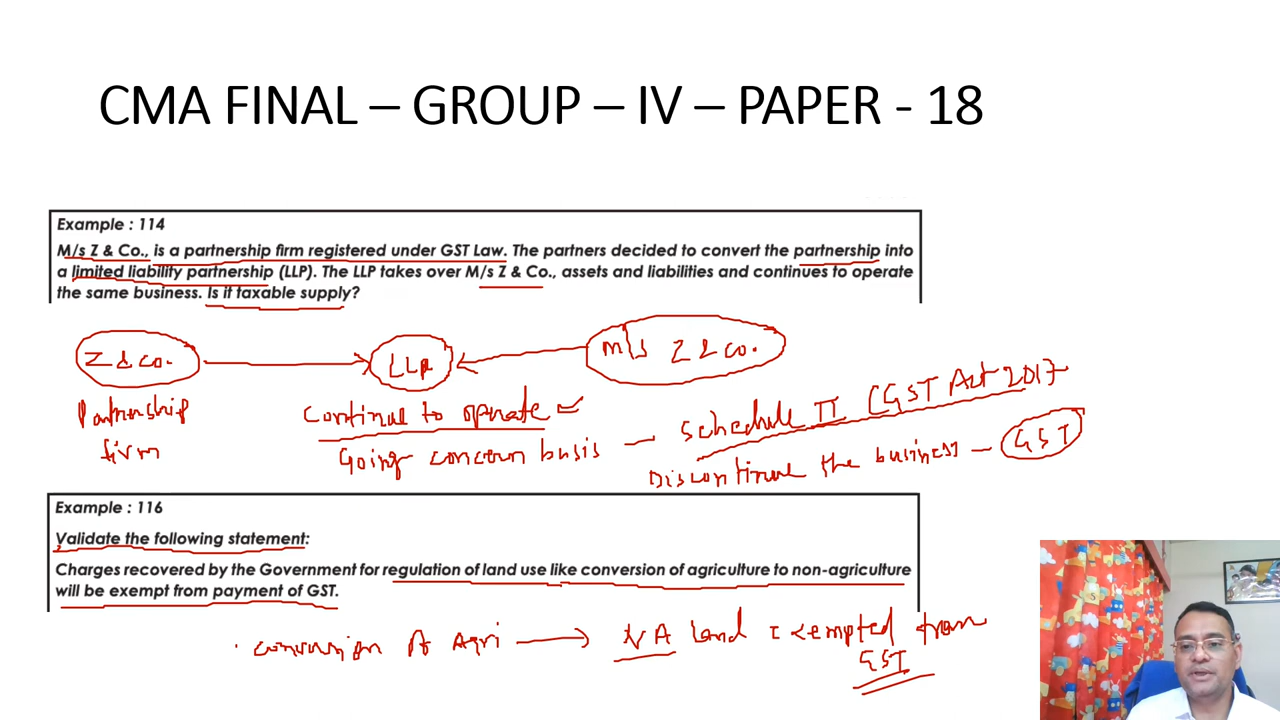 CMA FINAL – GROUP – IV – PAPER - 18
Example : 114
M/s Z & Co., is a partnership firm registered under GST Law. The partners decided to convert the partnership into
a limited liability partnership (LLP). The LLP takes over M/s Z & Co., assets and liabilities and continues to operate
the same business. Is it taxable supply?
Z & Co. LLP M/s Z & Co.
Partnership firm
Continue to operate
Going concern basis — Schedule II CGST Act 2017
Discontinue the business – GST
Example : 116
Validate the following statement:
Charges recovered by the Government for regulation of land use like conversion of agriculture to non-agriculture
will be exempt from payment of GST.
conversion of Agri NA land Exempted from
GST